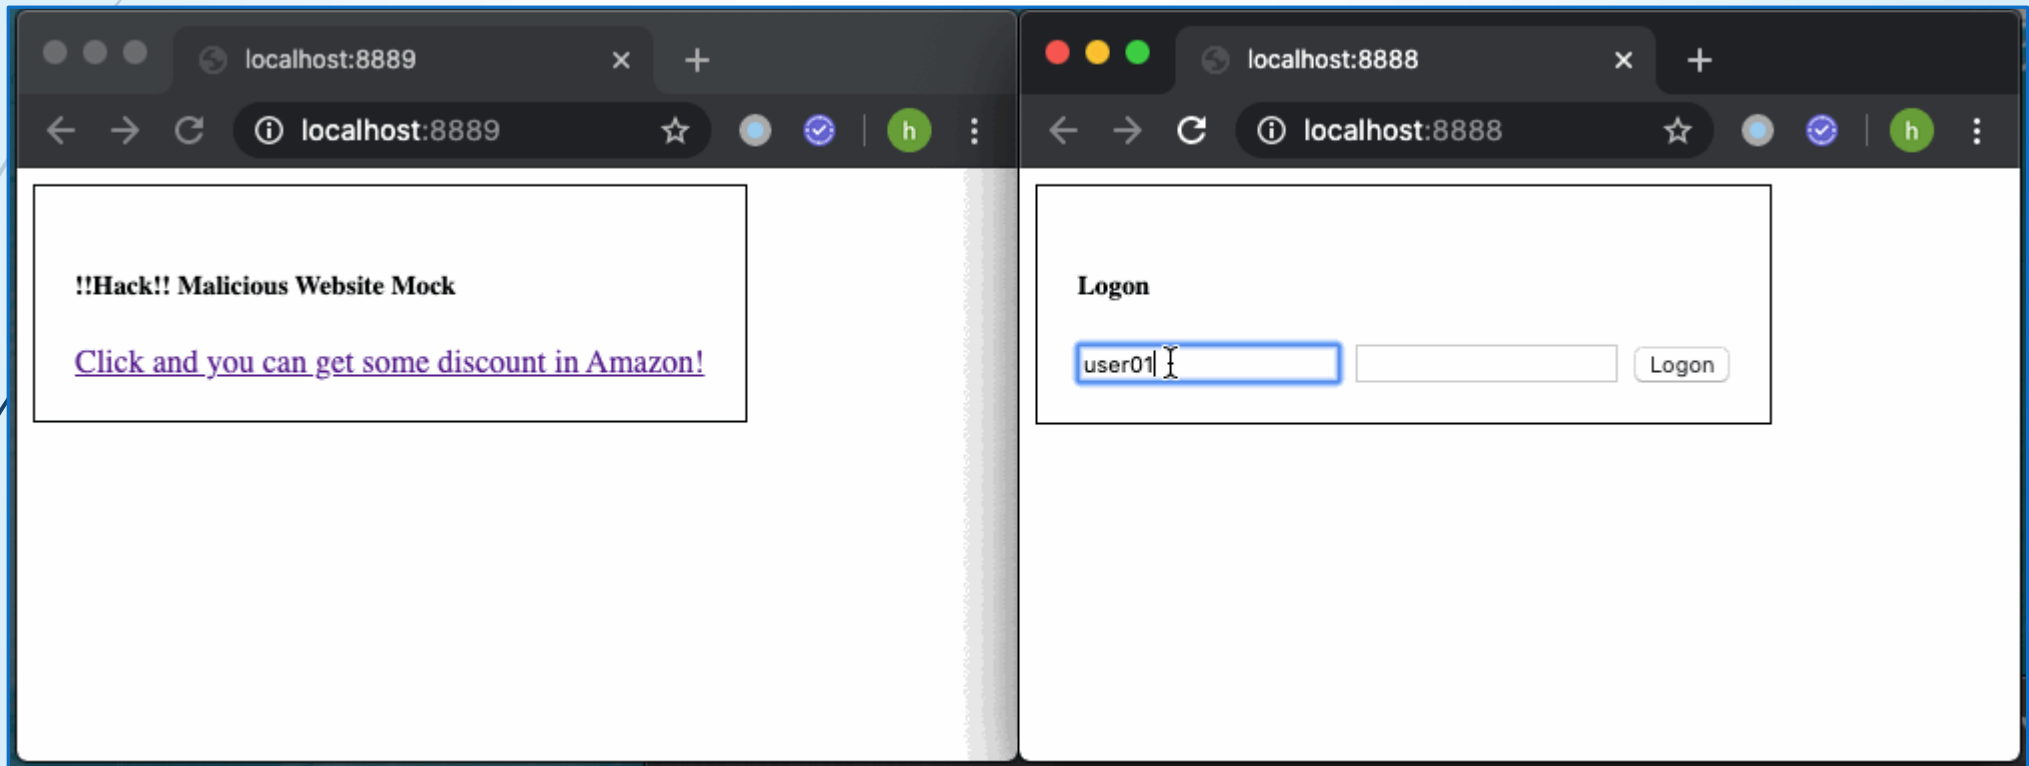 localhost:8889
localhost:8889
h
!!Hack!! Malicious Website Mock
Click and you can get some discount in Amazon!
localhost:8888
localhost:8888
h
Logon
user01
Logon